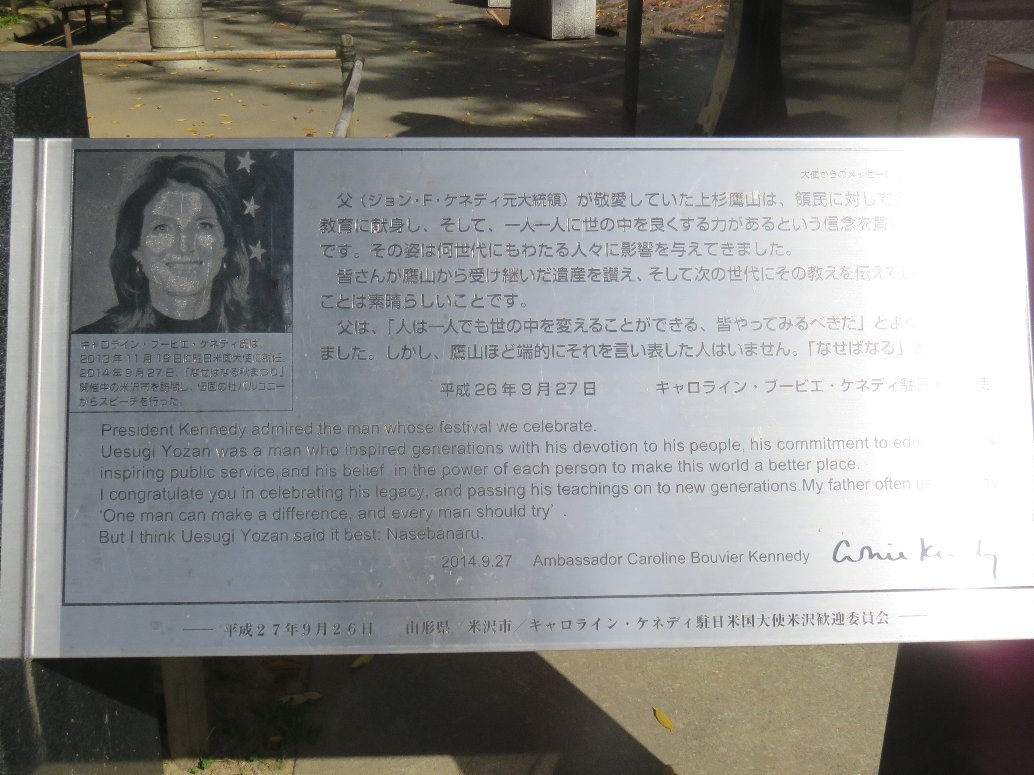 大使からのメッセージ
父（ジョン・F・ケネディ元大統領）が敬愛していた上杉鷹山は、領民に対して
教育に献身し、そして、一人一人に世の中を良くする力があるという信念を貫
です。その姿は何世代にもわたる人々に影響を与えてきました。
皆さんが鷹山から受け継いだ遺産を讃え、そして次の世代にその教えを伝えてい
ことは素晴らしいことです。
父は、「人は一人でも世の中を変えることができる、皆やってみるべきだ」とよく
ました。しかし、鷹山ほど端的にそれを言い表した人はいません。「なせばなる」と
平成26年9月27日 キャロライン・ブービエ・ケネディ駐日
キャロライン・ブービエ・ケネディ氏は、
2013年11月19日に駐日米国大使に就任。
2014年9月27日、「なせばなる秋まつり」
開催中の米沢市を訪問し、伝国の杜バルコニー
からスピーチを行った。
President Kennedy admired the man whose festival we celebrate.
Uesugi Yozan was a man who inspired generations with his devotion to his people, his commitment to
inspiring public service,and his belief in the power of each person to make this world a better place.
I congratulate you in celebrating his legacy, and passing his teachings on to new generations.My father often
'One man can make a difference, and every man should try' .
But I think Uesugi Yozan said it best: Nasebanaru.
2014.9.27 Ambassador Caroline Bouvier Kennedy
平成27年9月26日 山形県／米沢市／キャロライン・ケネディ駐日米国大使米沢歓迎委員会